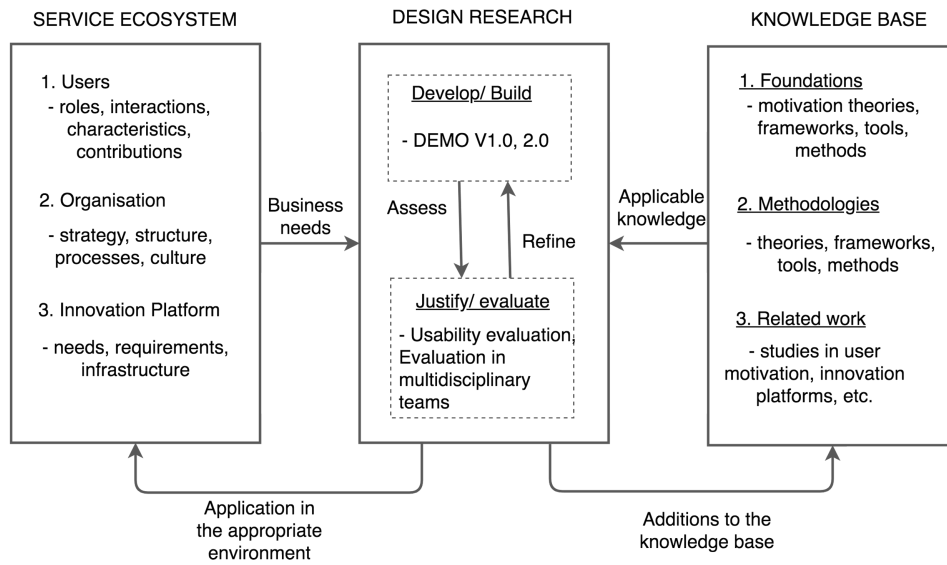 SERVICE ECOSYSTEM
1. Users
- roles, interactions,
characteristics,
contributions
2. Organisation
- strategy, structure,
processes, culture
3. Innovation Platform
- needs, requirements,
infrastructure
Business
needs
DESIGN RESEARCH
Develop/ Build
- DEMO V1.0, 2.0
Assess
Refine
Justify/ evaluate
- Usability evaluation,
Evaluation in
multidisciplinary
teams
Applicable
knowledge
KNOWLEDGE BASE
1. Foundations
- motivation theories,
frameworks, tools,
methods
2. Methodologies
- theories, frameworks,
tools, methods
3. Related work
- studies in user
motivation, innovation
platforms, etc.
Application in
the appropriate
environment
Additions to the
knowledge base